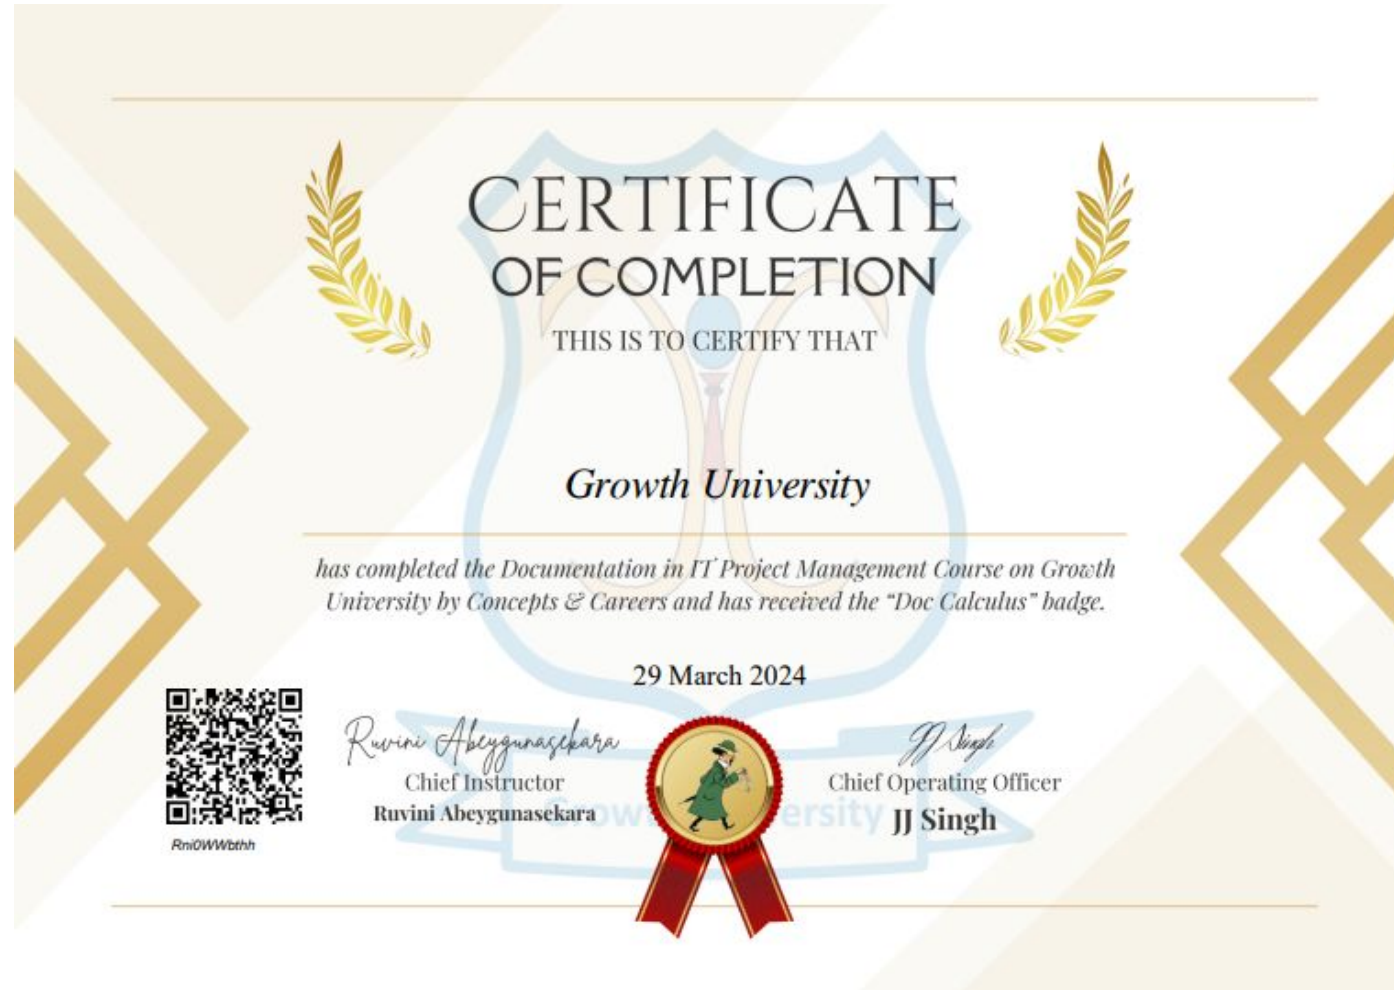 CERTIFICATE
OF COMPLETION
THIS IS TO CERTIFY THAT
Growth University
has completed the Documentation in IT Project Management Course on Growth
University by Concepts & Careers and has received the “Doc Calculus” badge.
29 March 2024
Ruvini Abeygunasekara
Chief Instructor
Ruvini Abeygunasekara
Rni0WWbthh
JJ Singh
Chief Operating Officer
JJ Singh